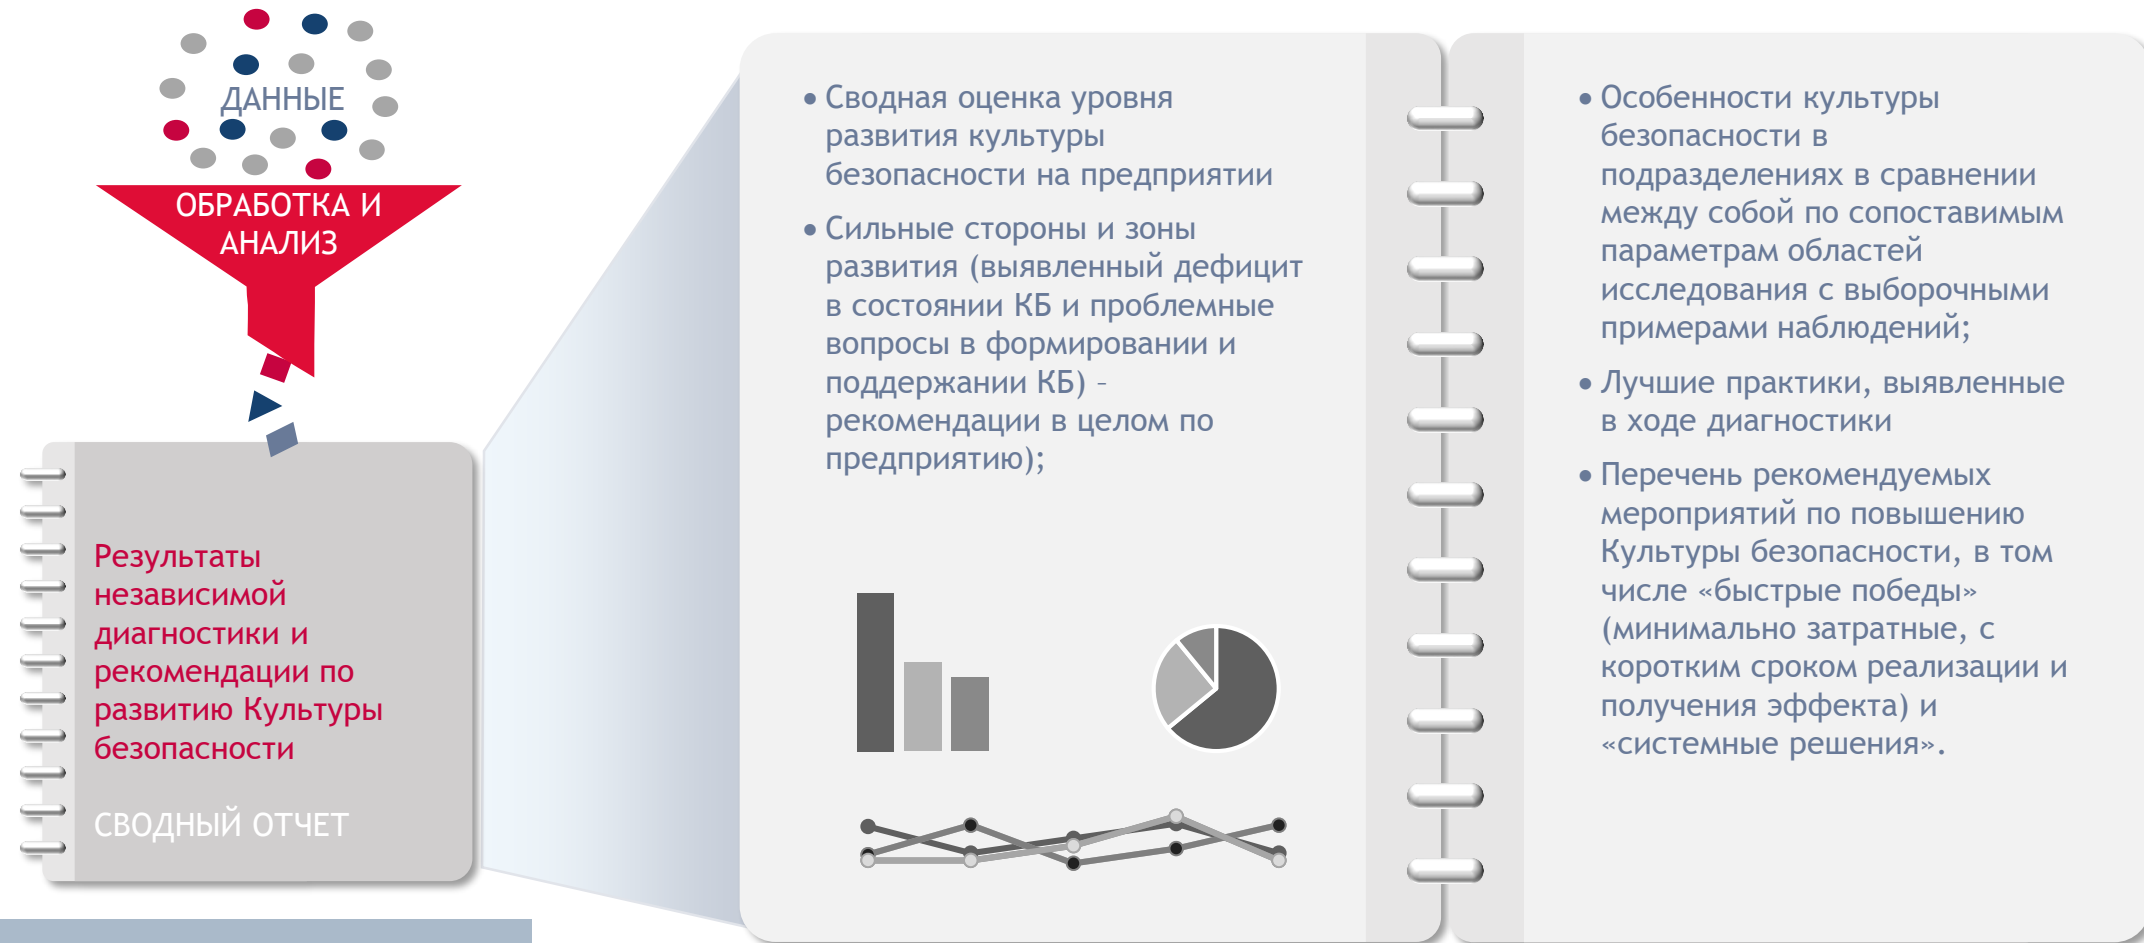 ДАННЫЕ
ОБРАБОТКА И
АНАЛИЗ
Результаты
независимой
диагностики и
рекомендации по
развитию Культуры
безопасности
СВОДНЫЙ ОТЧЕТ
• Сводная оценка уровня
развития культуры
безопасности на предприятии
• Сильные стороны и зоны
развития (выявленный дефицит
в состоянии КБ и проблемные
вопросы в формировании и
поддержании КБ) –
рекомендации в целом по
предприятию);
• Особенности культуры
безопасности в
подразделениях в сравнении
между собой по сопоставимым
параметрам областей
исследования с выборочными
примерами наблюдений;
• Лучшие практики, выявленные
в ходе диагностики
• Перечень рекомендуемых
мероприятий по повышению
Культуры безопасности, в том
числе «быстрые победы»
(минимально затратные, с
коротким сроком реализации и
получения эффекта) и
«системные решения».